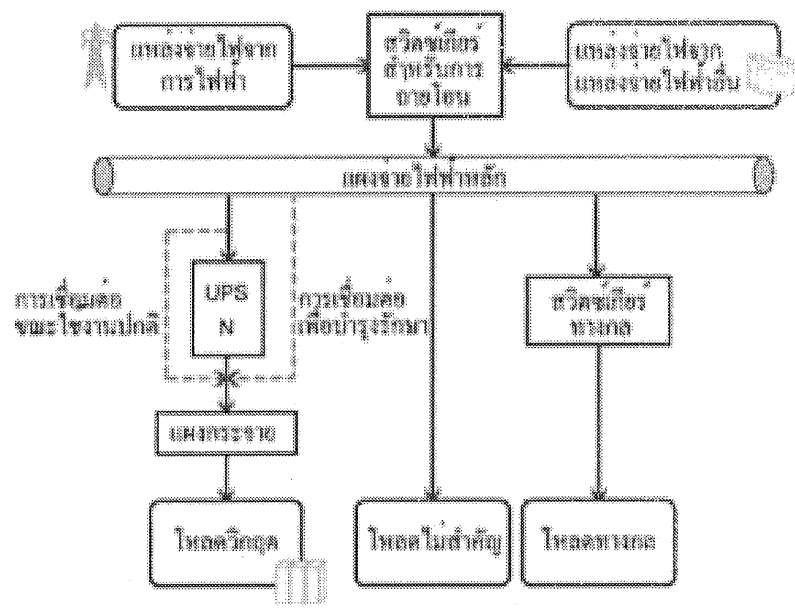 แหล่งจ่ายไฟจาก
การไฟฟ้า
สวิตช์เกียร์
สำหรับการ
ถ่ายโอน
แหล่งจ่ายไฟจาก
แหล่งจ่ายไฟฟ้าอื่น
แผงจ่ายไฟฟ้าหลัก
การเชื่อมต่อ
ขณะใช้งานปกติ
UPS
N
การเชื่อมต่อ
เพื่อบำรุงรักษา
สวิตช์เกียร์
ทางกล
แผงกระจาย
โหลดวิกฤต
โหลดไม่สำคัญ
โหลดทางกล